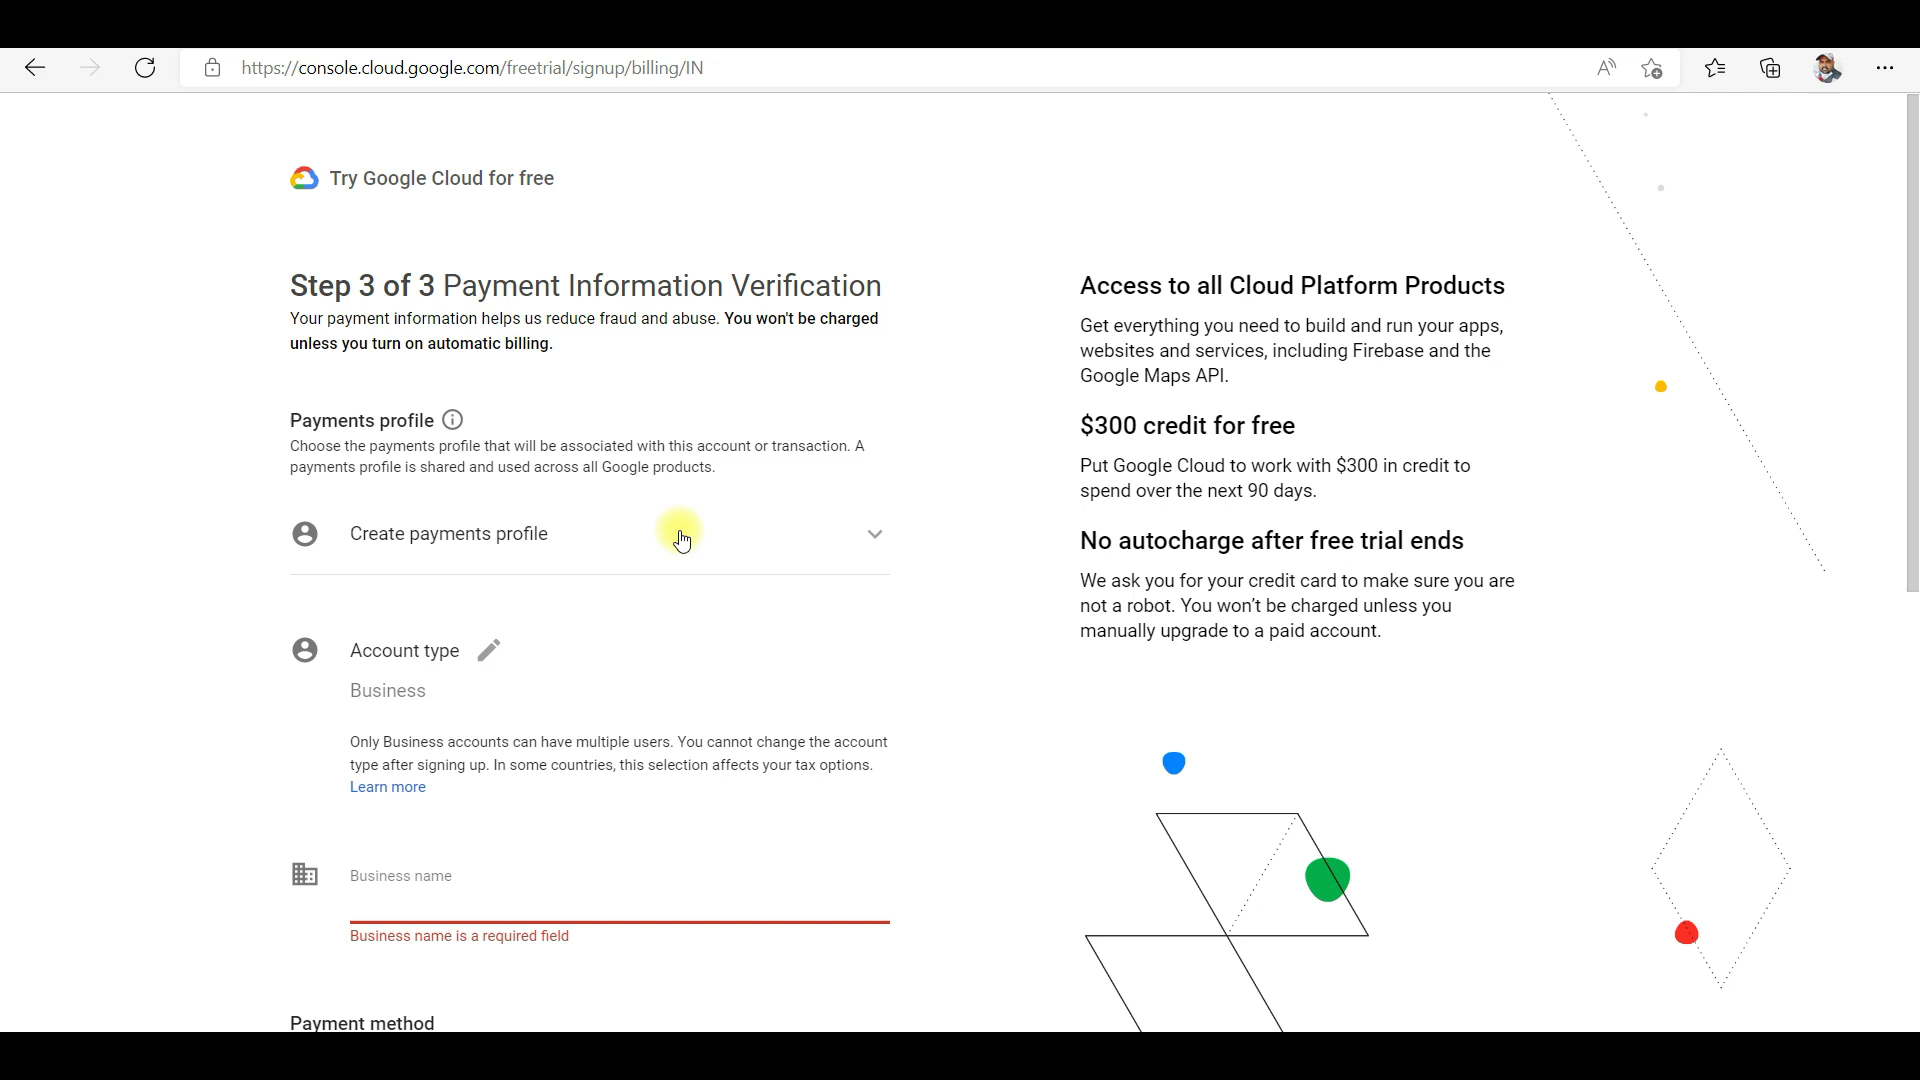 https://console.cloud.google.com/freetrial/signup/billing/IN
Try Google Cloud for free
Step 3 of 3 Payment Information Verification
Your payment information helps us reduce fraud and abuse. You won't be charged
unless you turn on automatic billing.
Payments profile
Choose the payments profile that will be associated with this account or transaction. A
payments profile is shared and used across all Google products.
Create payments profile
Account type
Business
Only Business accounts can have multiple users. You cannot change the account
type after signing up. In some countries, this selection affects your tax options.
Learn more
Business name
Business name is a required field
Payment method
Access to all Cloud Platform Products
Get everything you need to build and run your apps,
websites and services, including Firebase and the
Google Maps API.
$300 credit for free
Put Google Cloud to work with $300 in credit to
spend over the next 90 days.
No autocharge after free trial ends
We ask you for your credit card to make sure you are
not a robot. You won’t be charged unless you
manually upgrade to a paid account.